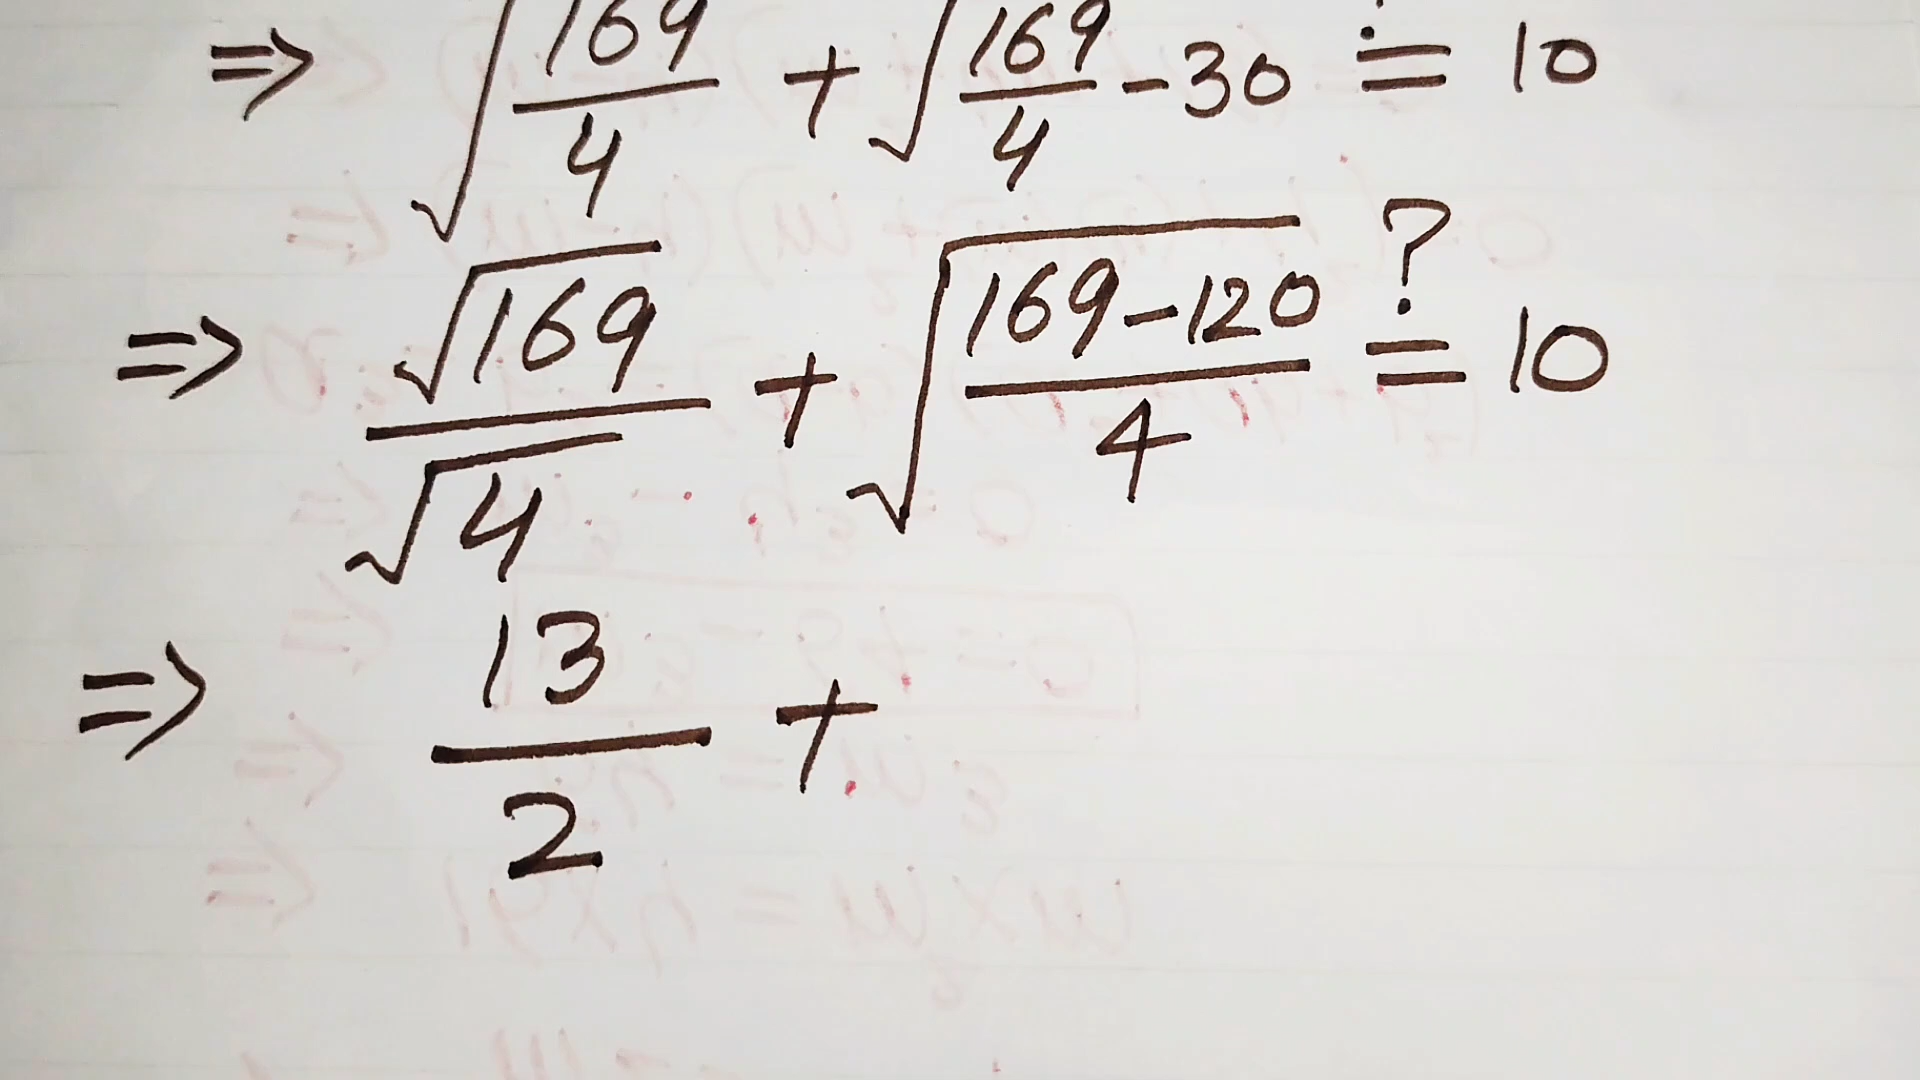 ⇒ √(169/4) + √(169/4 - 30) ≟ 10
⇒ √169/√4 + √((169-120)/4) ≟ 10
⇒ 13/2 +